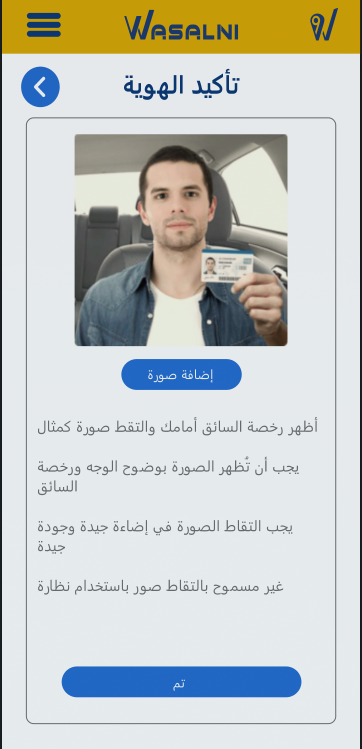 WASALNI
تأكيد الهوية
إضافة صورة
أظهر رخصة السائق أمامك والتقط صورة كمثال
يجب أن تُظهر الصورة بوضوح الوجه ورخصة
السائق
يجب التقاط الصورة في إضاءة جيدة وجودة
جيدة
غير مسموح بالتقاط صور باستخدام نظارة
تم